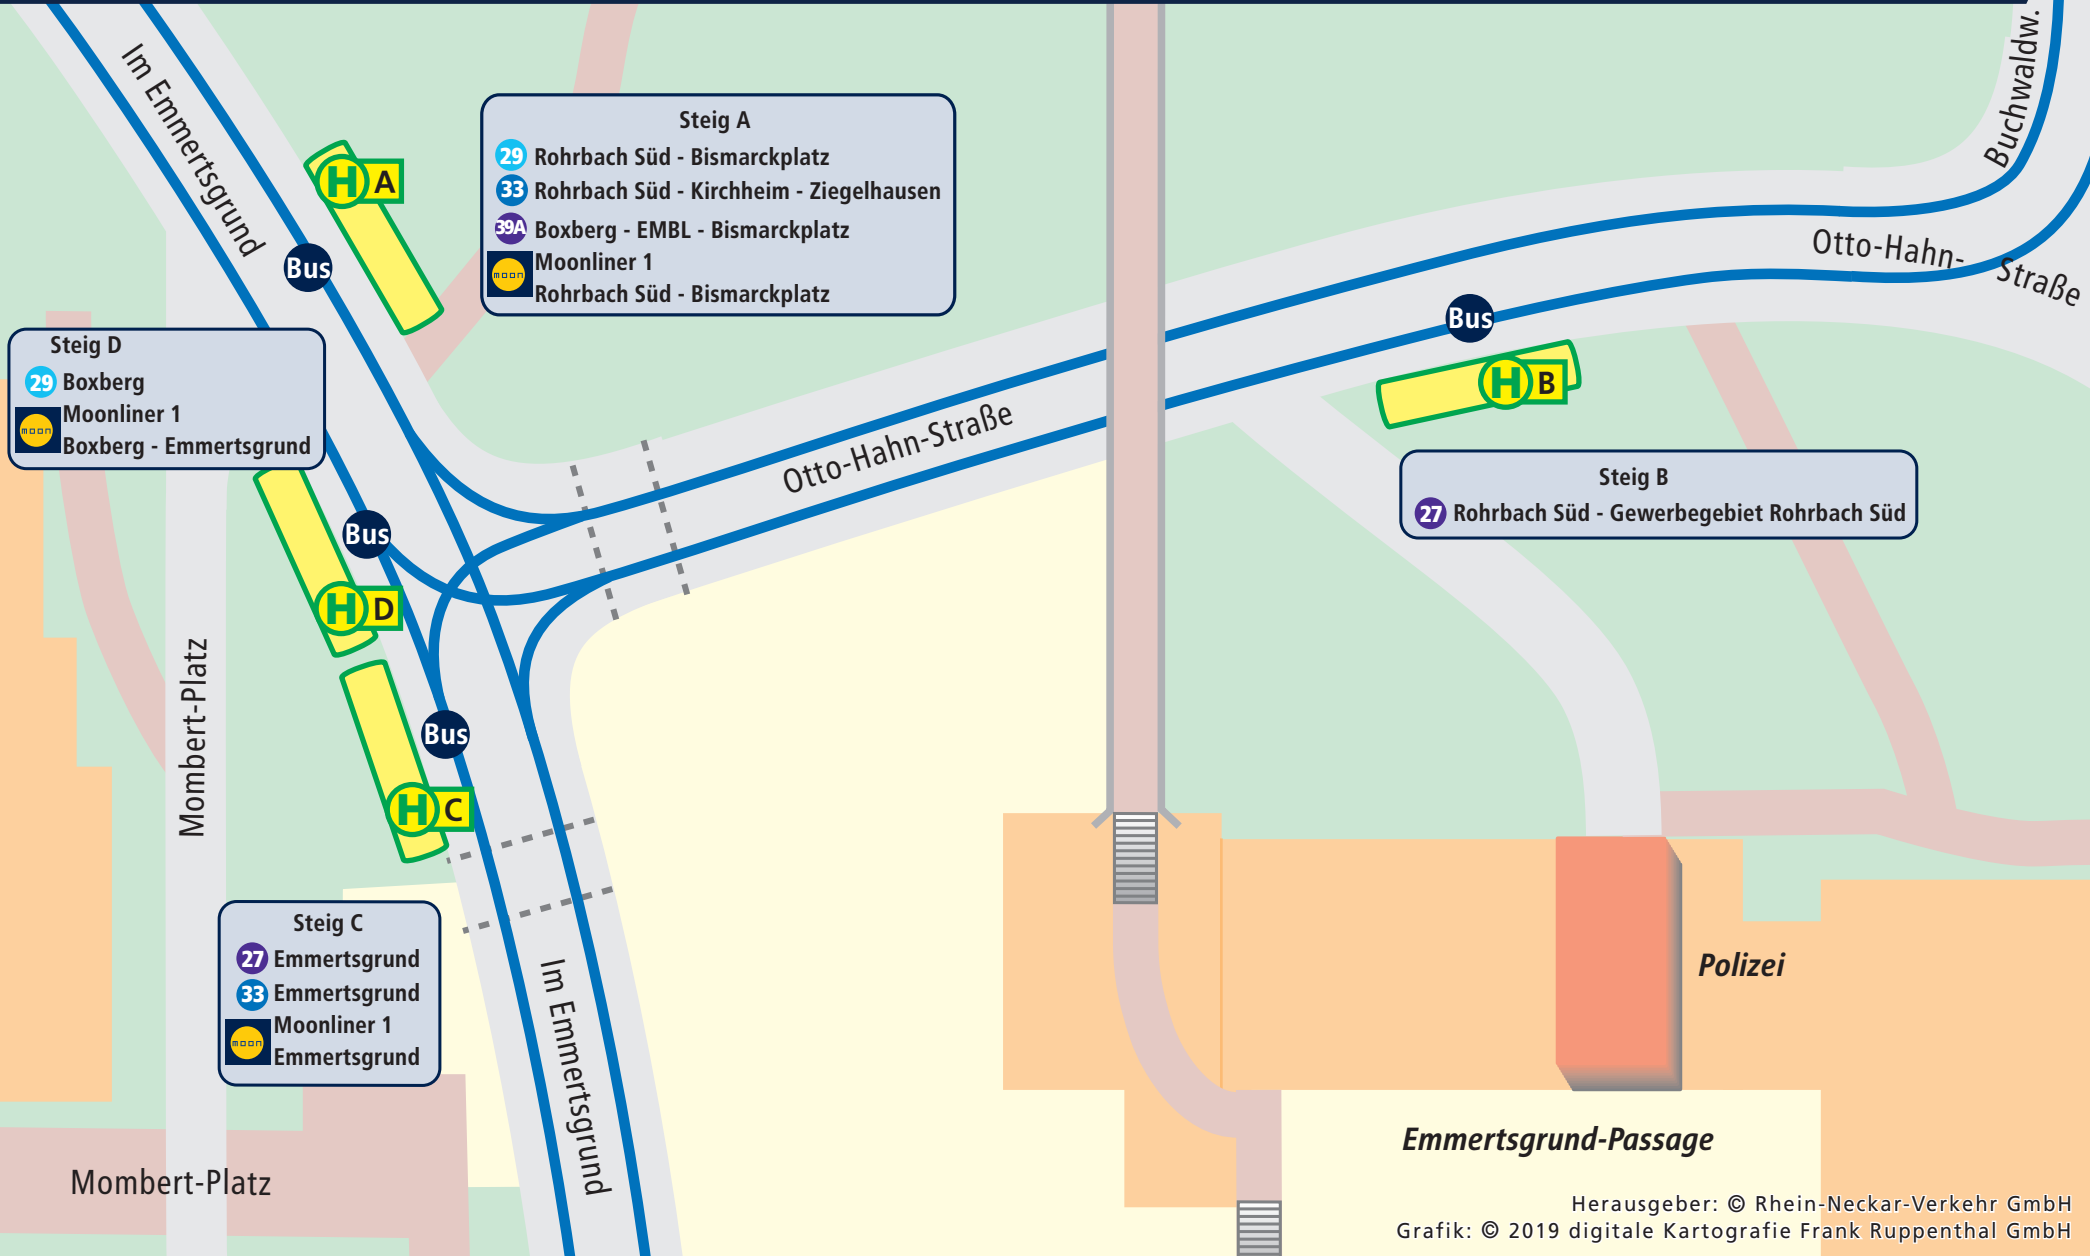 Im Emmertsgrund
Buchwaldw.
H A
Bus
Steig A
29 Rohrbach Süd - Bismarckplatz
33 Rohrbach Süd - Kirchheim - Ziegelhausen
39A Boxberg - EMBL - Bismarckplatz
moon Moonliner 1
Rohrbach Süd - Bismarckplatz
Otto-Hahn-Straße
Bus
H B
Steig D
29 Boxberg
moon Moonliner 1
Boxberg - Emmertsgrund
Otto-Hahn-Straße
Steig B
27 Rohrbach Süd - Gewerbegebiet Rohrbach Süd
Bus
H D
Mombert-Platz
Bus
H C
Steig C
27 Emmertsgrund
33 Emmertsgrund
moon Moonliner 1
Emmertsgrund
Im Emmertsgrund
Polizei
Emmertsgrund-Passage
Mombert-Platz
Herausgeber: © Rhein-Neckar-Verkehr GmbH
Grafik: © 2019 digitale Kartografie Frank Ruppenthal GmbH